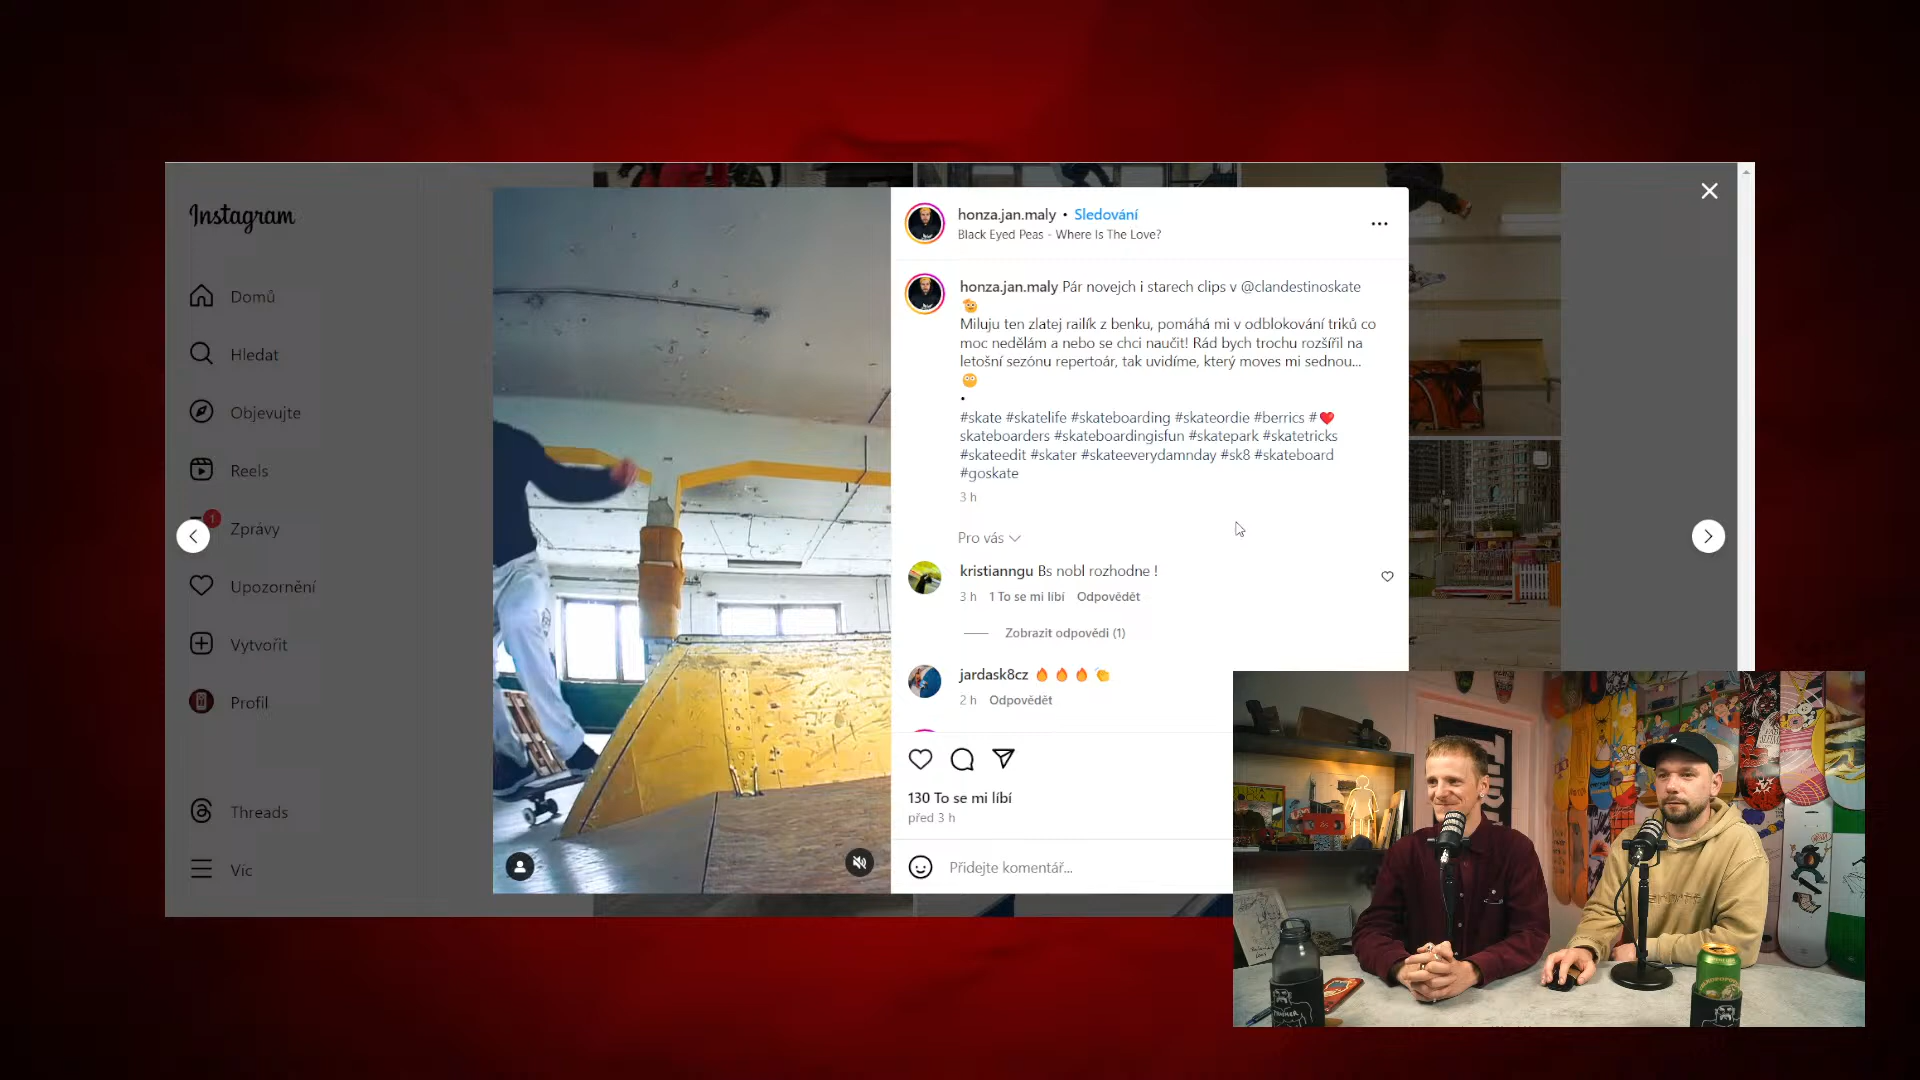 Instagram
Domů
Hledat
Objevujte
Reels
1
Zprávy
Upozornění
Vytvořit
Profil
Threads
Víc
honza.jan.maly • Sledování
Black Eyed Peas - Where Is The Love?
honza.jan.maly Pár novejch i starech clips v @clandestinoskate
Miluju ten zlatej railík z benku, pomáhá mi v odblokování triků co
moc nedělám a nebo se chci naučit! Rád bych trochu rozšířil na
letošní sezónu repertoár, tak uvidíme, který moves mi sednou...
•
#skate #skatelife #skateboarding #skateordie #berrics #❤️
skateboarders #skateboardingisfun #skatepark #skatetricks
#skateedit #skater #skateeverydamnday #sk8 #skateboard
#goskate
3 h
Pro vás
kristianngu Bs nobl rozhodne !
3 h 1 To se mi líbí Odpovědět
Zobrazit odpovědi (1)
jardask8cz 🔥 🔥 🔥 👏
2 h Odpovědět
130 To se mi líbí
před 3 h
Přidejte komentář...